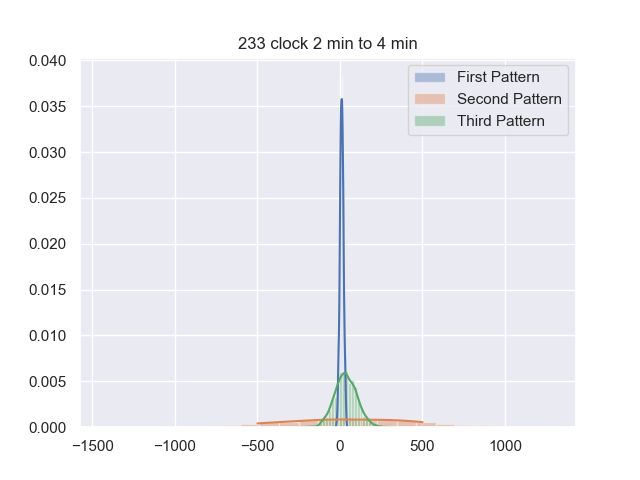 233 clock 2 min to 4 min
0.040
0.035
0.030
0.025
0.020
0.015
0.010
0.005
0.000
First Pattern
Second Pattern
Third Pattern
−1500 −1000 −500 0 500 1000